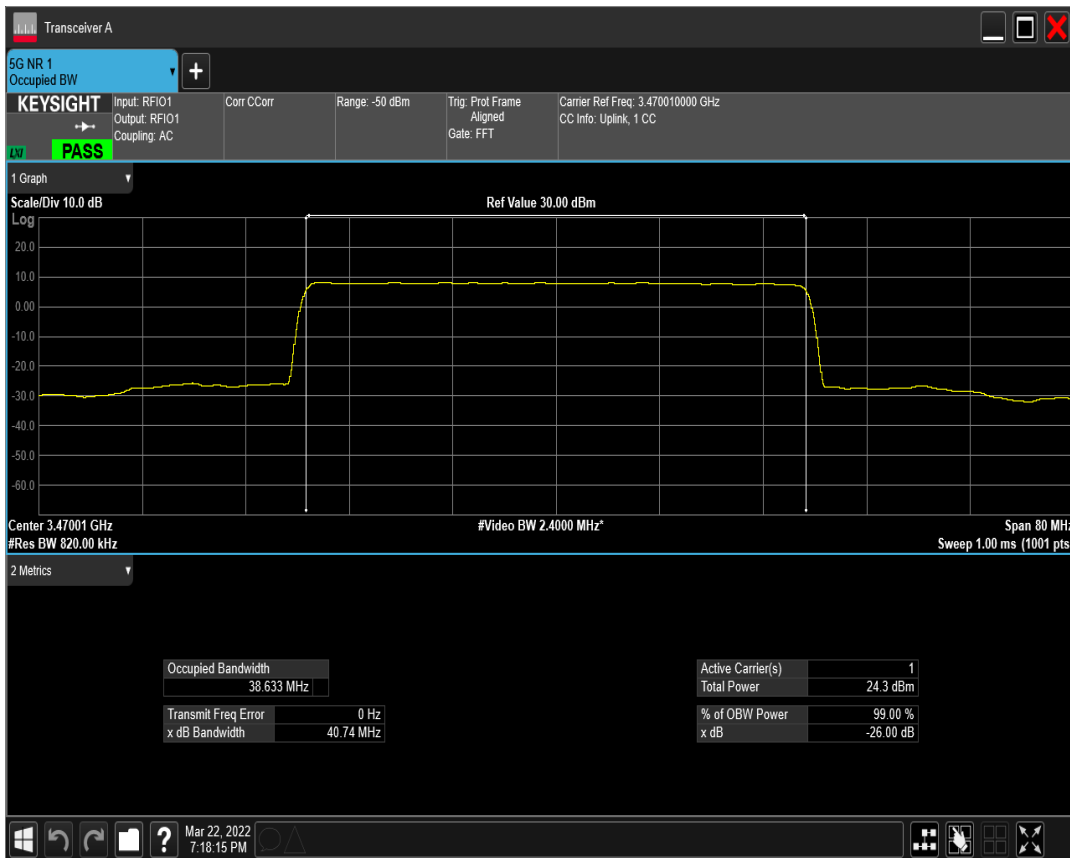 Transceiver A
5G NR 1
Occupied BW
+
KEYSIGHT
LXI
PASS
Input: RFIO1
Output: RFIO1
Coupling: AC
Corr CCorr
Range: -50 dBm
Trig: Prot Frame
Aligned
Gate: FFT
Carrier Ref Freq: 3.470010000 GHz
CC Info: Uplink, 1 CC
1 Graph
Scale/Div 10.0 dB
Ref Value 30.00 dBm
Log
20.0
10.0
0.00
-10.0
-20.0
-30.0
-40.0
-50.0
-60.0
Center 3.47001 GHz
#Video BW 2.4000 MHz*
Span 80 MHz
#Res BW 820.00 kHz
Sweep 1.00 ms (1001 pts
2 Metrics
Occupied Bandwidth
38.633 MHz
Transmit Freq Error 0 Hz
x dB Bandwidth 40.74 MHz
Active Carrier(s) 1
Total Power 24.3 dBm
% of OBW Power 99.00 %
x dB -26.00 dB
?
Mar 22, 2022
7:18:15 PM